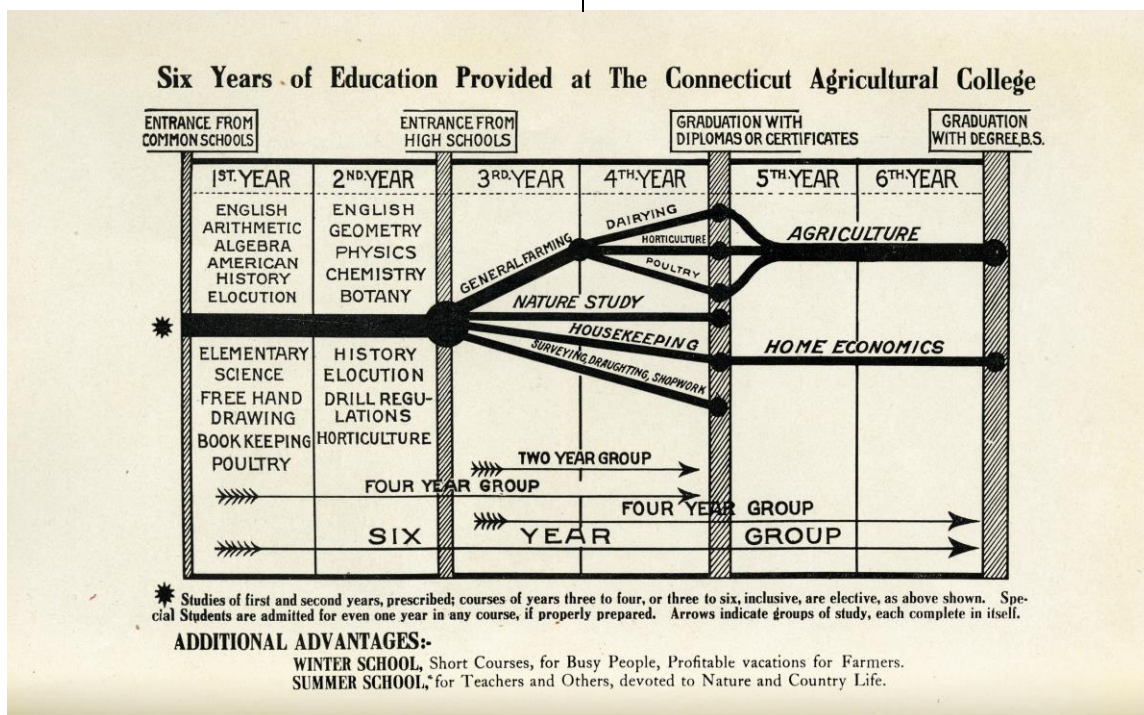 Six Years of Education Provided at The Connecticut Agricultural College
ENTRANCE FROM
COMMON SCHOOLS
ENTRANCE FROM
HIGH SCHOOLS
GRADUATION WITH
DIPLOMAS OR CERTIFICATES
GRADUATION
WITH DEGREE, B.S.
1ST. YEAR
2ND. YEAR
3RD. YEAR
4TH. YEAR
5TH. YEAR
6TH. YEAR
ENGLISH
ARITHMETIC
ALGEBRA
AMERICAN
HISTORY
ELOCUTION
ENGLISH
GEOMETRY
PHYSICS
CHEMISTRY
BOTANY
GENERAL FARMING
DAIRYING
HORTICULTURE
POULTRY
AGRICULTURE
NATURE STUDY
HOUSEKEEPING
HOME ECONOMICS
SURVEYING, DRAUGHTING, SHOPWORK
ELEMENTARY
SCIENCE
FREE HAND
DRAWING
BOOK KEEPING
POULTRY
HISTORY
ELOCUTION
DRILL REGU-
LATIONS
HORTICULTURE
TWO YEAR GROUP
FOUR YEAR GROUP
FOUR YEAR GROUP
SIX YEAR GROUP
Studies of first and second years, prescribed; courses of years three to four, or three to six, inclusive, are elective, as above shown. Spe-
cial Students are admitted for even one year in any course, if properly prepared. Arrows indicate groups of study, each complete in itself.
ADDITIONAL ADVANTAGES:-
WINTER SCHOOL, Short Courses, for Busy People, Profitable vacations for Farmers.
SUMMER SCHOOL, for Teachers and Others, devoted to Nature and Country Life.